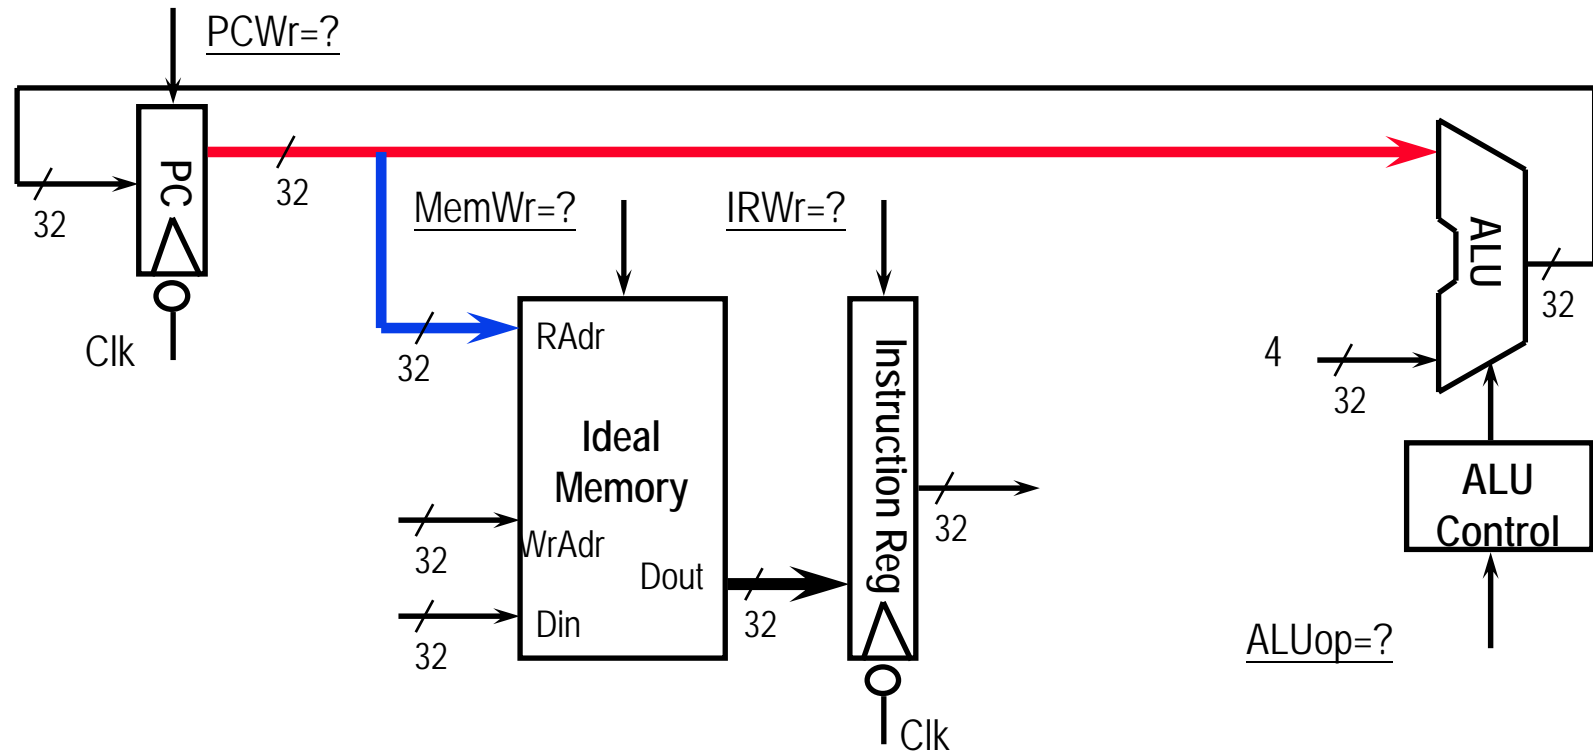 PCWr=?
PC
32
32
Clk
MemWr=?
IRWr=?
ALU
32
RAdr
32
4
32
Ideal
Memory
Instruction Reg
ALU
Control
32
WrAdr
32
Dout
32
Din
32
ALUop=?
Clk